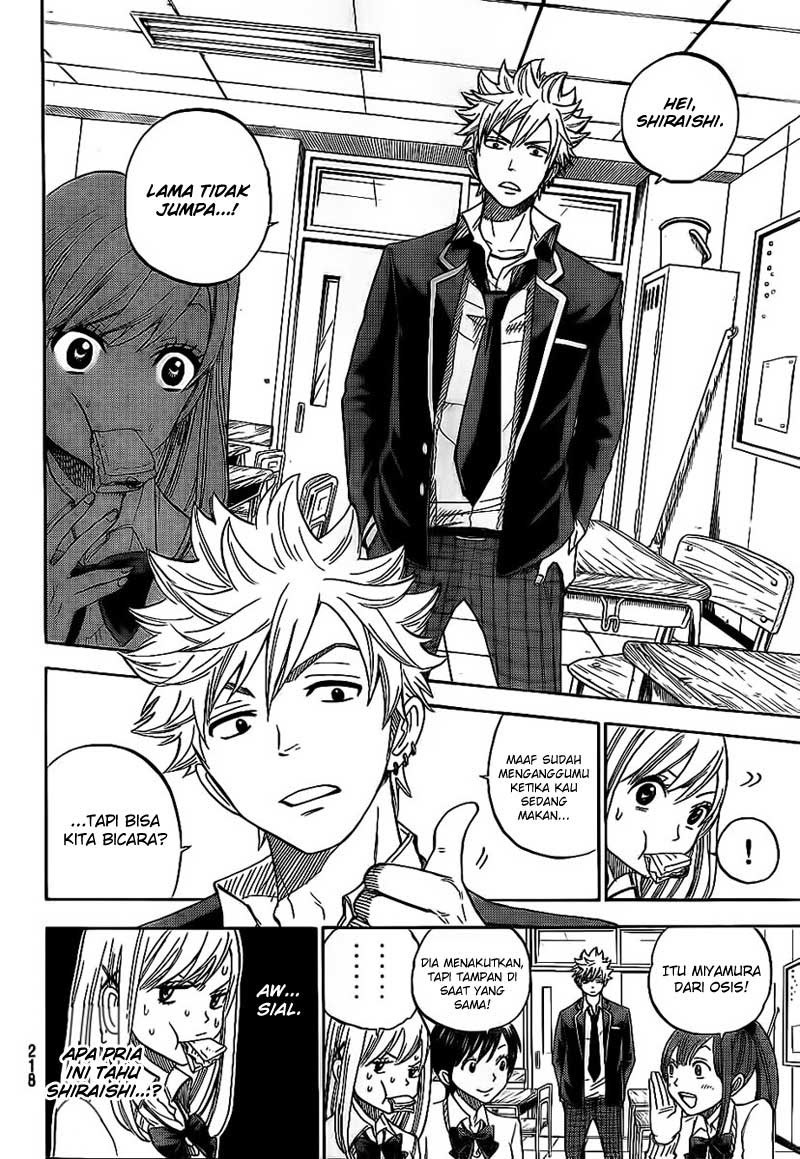 HEI,
SHIRAISHI.
LAMA TIDAK
JUMPA...!
!
MAAF SUDAH
MENGANGGUMU
KETIKA KAU
SEDANG
MAKAN...
...TAPI BISA
KITA BICARA?
ITU MIYAMURA
DARI OSIS!
DIA MENAKUTKAN,
TAPI TAMPAN DI
SAAT YANG
SAMA!
......
AW...
SIAL.
APA PRIA
INI TAHU
SHIRAISHI...?
218